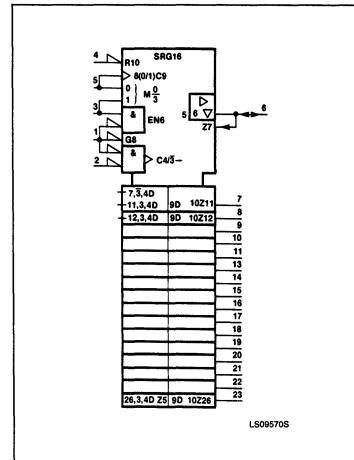 SRG16
4 R10
5 8(0/1)C9
0 } M 0/3
1
3 & EN6
1 G8
& C4/3̅→
2
5 6 6
Z7
7,3̅,4D
11,3,4D 9D 10Z11 7
12,3,4D 9D 10Z12 8
9
10
11
13
14
15
16
17
18
19
20
21
22
26,3,4D Z5 9D 10Z26 23
LS09570S